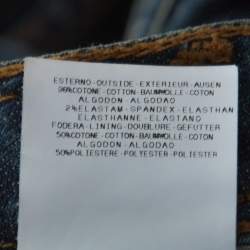 ESTERNO-OUTSIDE-EXTERIEUR-AUSEN
98%COTONE-COTTON-BAUMWOLLE-COTON
ALGODON-ALGODAO
2%ELASTAM-SPANDEX-ELASTHAN
ELASTHANNE-ELASTANO
FODERA-LINING-DOUBLURE-GEFUTTER
50%COTONE-COTTON-BAUMWOLLE-COTON
ALGODON-ALGODAO
50%POLIESTERE-POLYESTER-POLYESTER